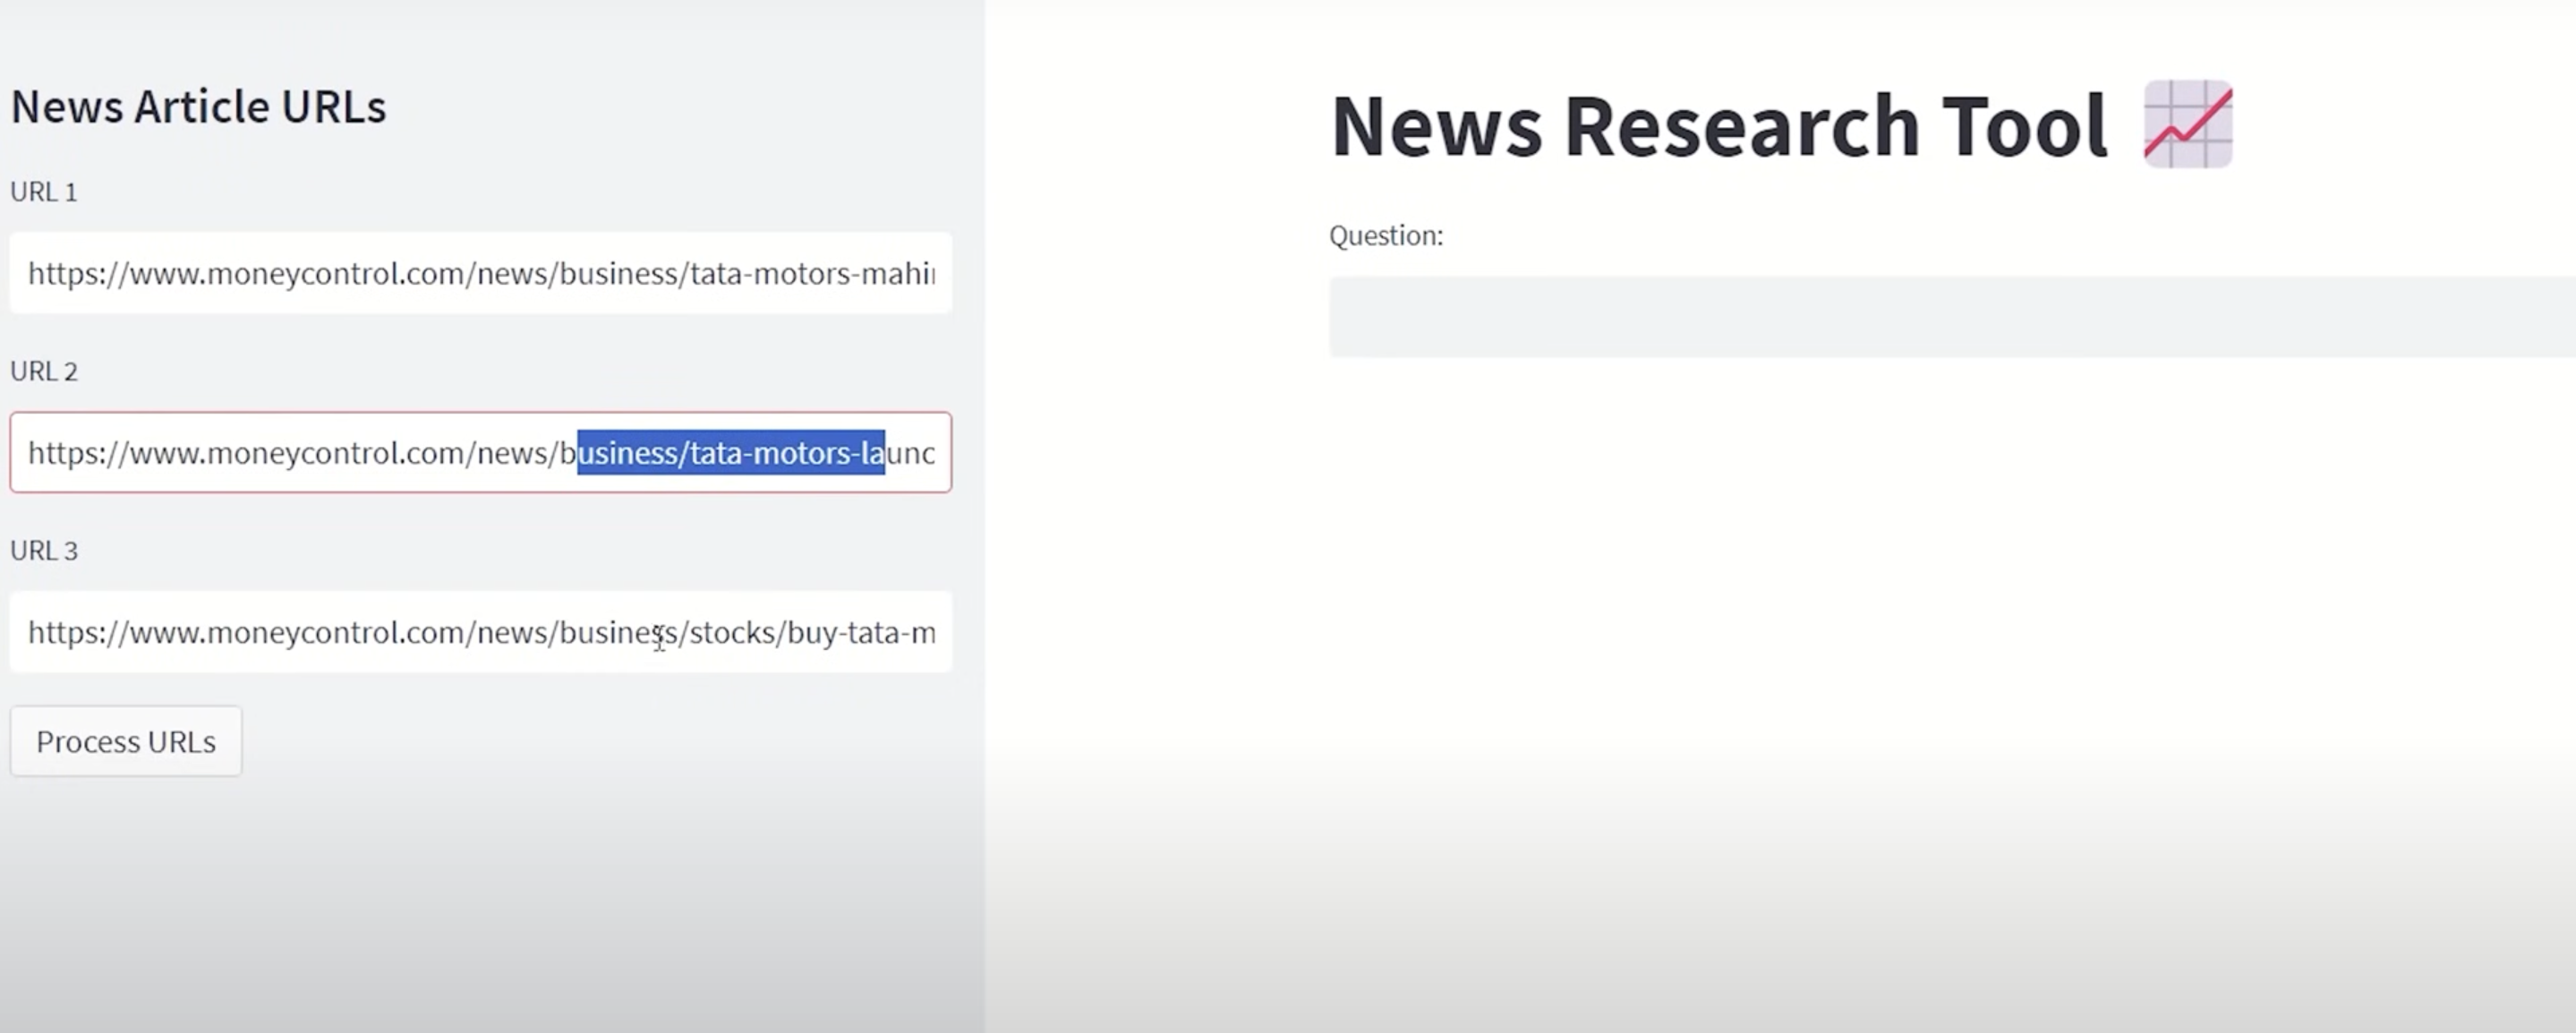 News Article URLs
URL 1
https://www.moneycontrol.com/news/business/tata-motors-mahi
URL 2
https://www.moneycontrol.com/news/business/tata-motors-launc
URL 3
https://www.moneycontrol.com/news/business/stocks/buy-tata-m
Process URLs
News Research Tool
Question: